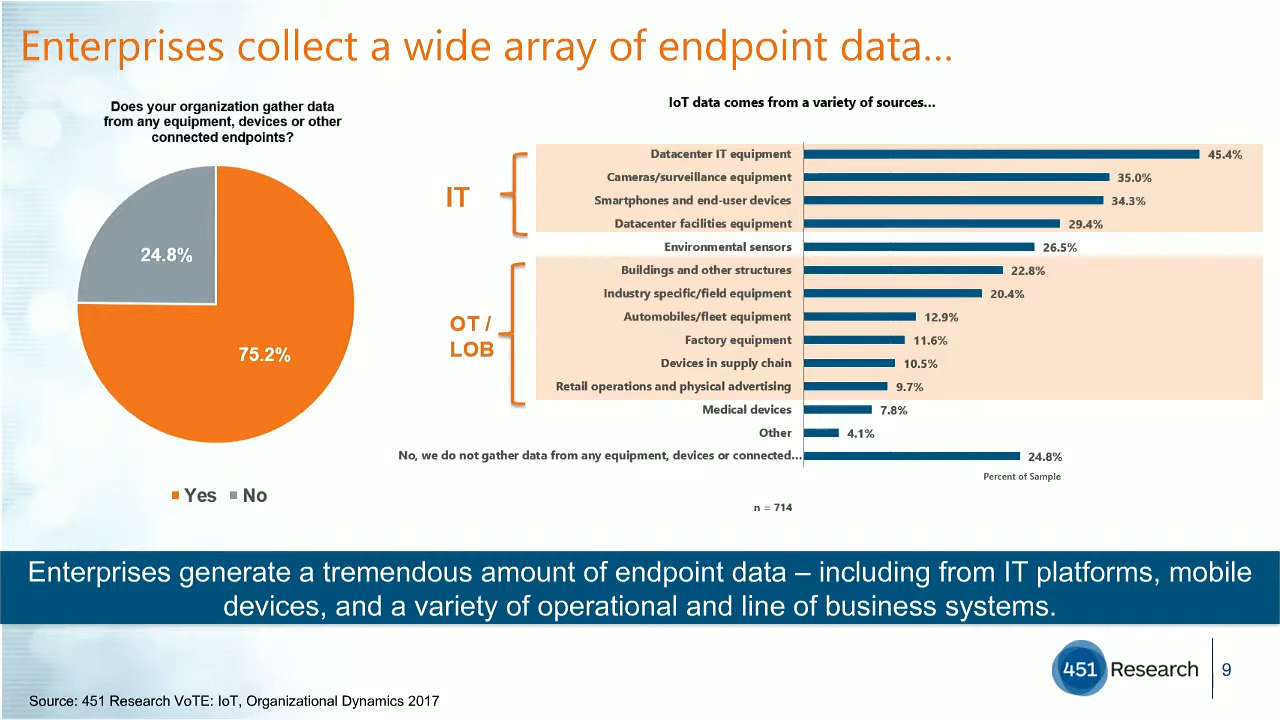 Enterprises collect a wide array of endpoint data...
Does your organization gather data
from any equipment, devices or other
connected endpoints?
24.8%
75.2%
Yes
No
IoT data comes from a variety of sources...
IT
OT /
LOB
Datacenter IT equipment 45.4%
Cameras/surveillance equipment 35.0%
Smartphones and end-user devices 34.3%
Datacenter facilities equipment 29.4%
Environmental sensors 26.5%
Buildings and other structures 22.8%
Industry specific/field equipment 20.4%
Automobiles/fleet equipment 12.9%
Factory equipment 11.6%
Devices in supply chain 10.5%
Retail operations and physical advertising 9.7%
Medical devices 7.8%
Other 4.1%
No, we do not gather data from any equipment, devices or connected... 24.8%
Percent of Sample
n = 714
Enterprises generate a tremendous amount of endpoint data – including from IT platforms, mobile
devices, and a variety of operational and line of business systems.
451 Research
9
Source: 451 Research VoTE: IoT, Organizational Dynamics 2017